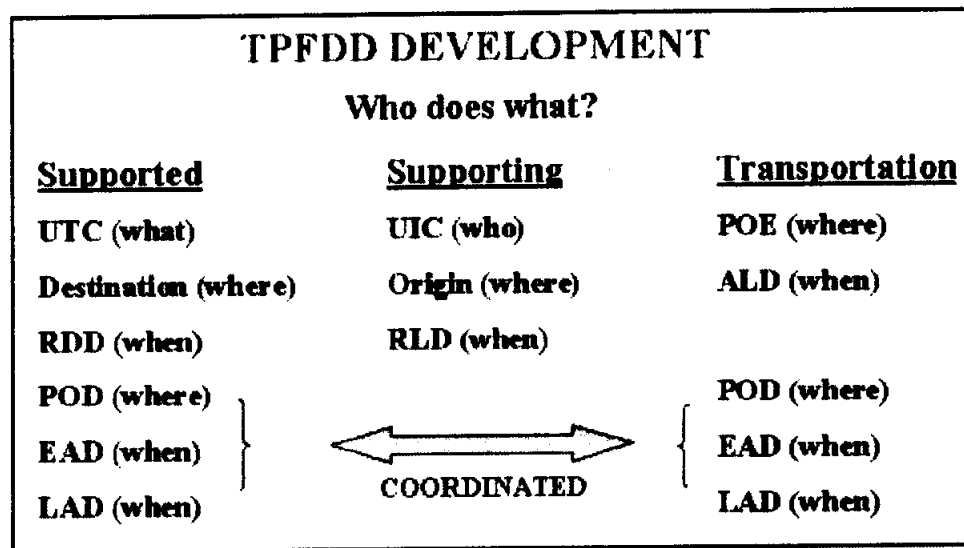 TPFDD DEVELOPMENT
Who does what?
Supported
UTC (what)
Destination (where)
RDD (when)
POD (where)
EAD (when)
LAD (when)
Supporting
UIC (who)
Origin (where)
RLD (when)
COORDINATED
Transportation
POE (where)
ALD (when)
POD (where)
EAD (when)
LAD (when)